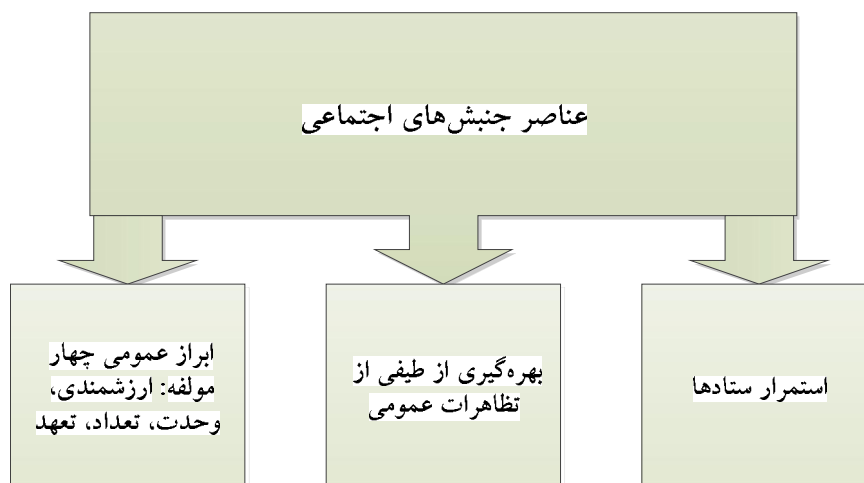 عناصر جنبش‌های اجتماعی
استمرار ستادها
بهره‌گیری از طیفی از
تظاهرات عمومی
ابراز عمومی چهار
مولفه: ارزشمندی،
وحدت، تعداد، تعهد